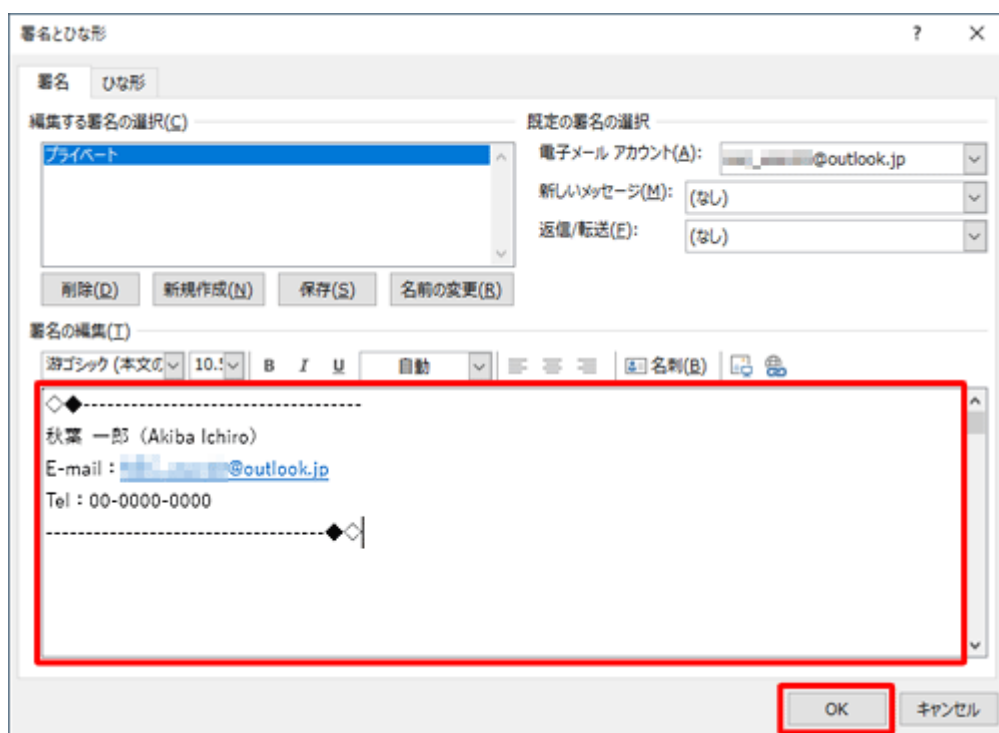 署名とひな形
署名 ひな形
編集する署名の選択(C)
プライベート
削除(D) 新規作成(N) 保存(S) 名前の変更(R)
既定の署名の選択
電子メール アカウント(A): @outlook.jp
新しいメッセージ(M): (なし)
返信/転送(F): (なし)
署名の編集(T)
游ゴシック (本文の 10.5 B I U 自動 名刺(B)
◇◆-----------------------------------
秋葉 一郎（Akiba Ichiro）
E-mail：@outlook.jp
Tel：00-0000-0000
-----------------------------------◆◇
OK キャンセル